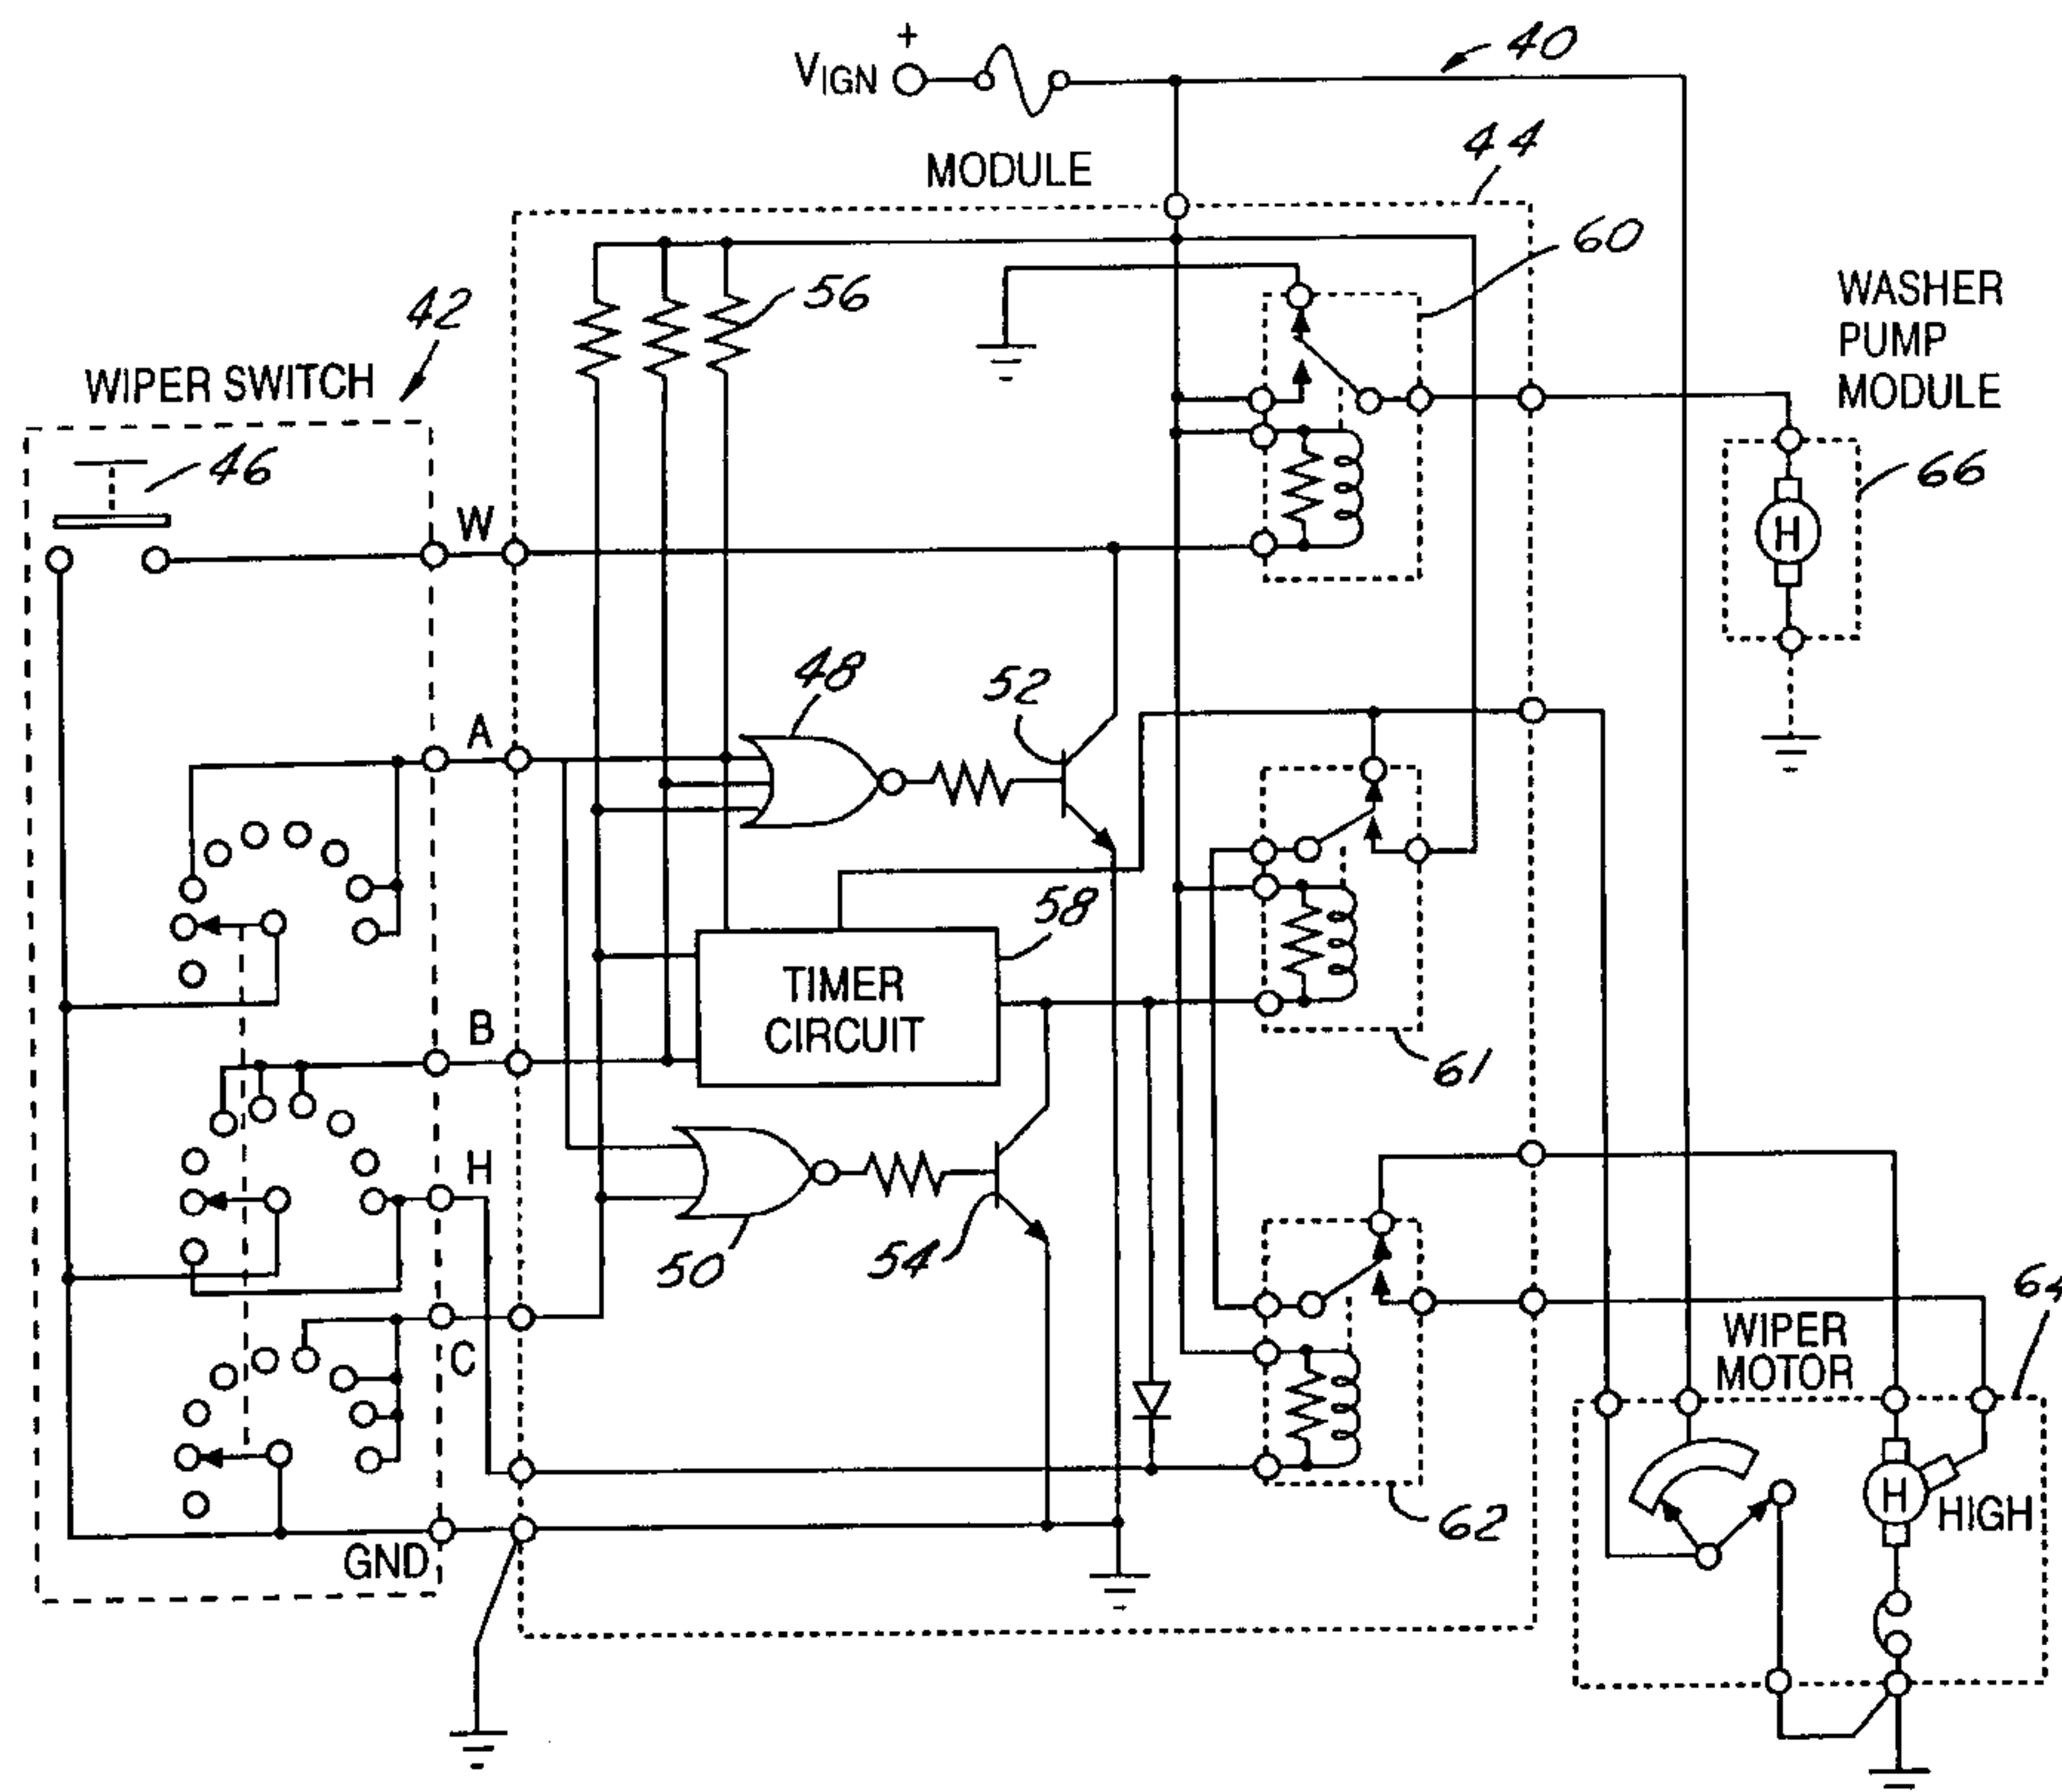 +
40
VIGN
44
MODULE
60
56
WASHER
PUMP
MODULE
42
WIPER SWITCH
46
66
W
H
48
52
A
58
TIMER
CIRCUIT
B
61
H
50
54
64
C
WIPER
MOTOR
H
HIGH
62
GND